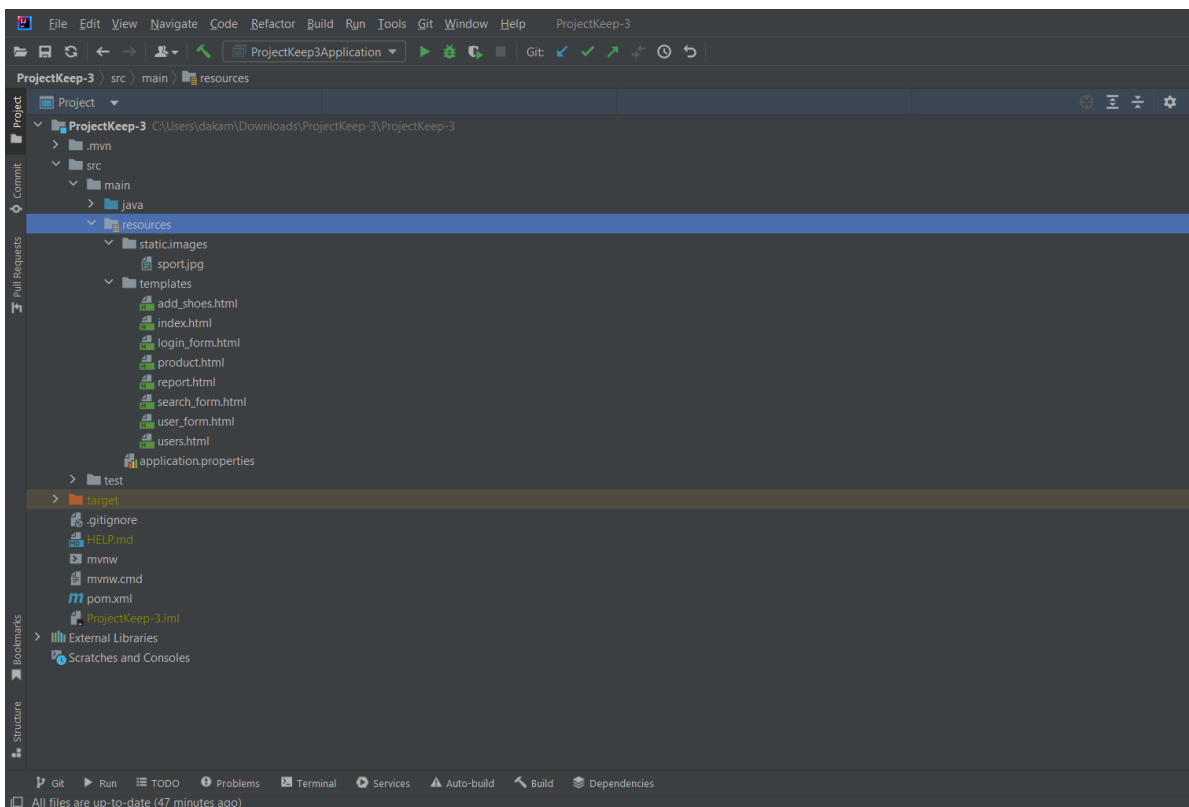 File Edit View Navigate Code Refactor Build Run Tools Git Window Help ProjectKeep-3
ProjectKeep3Application Git:
ProjectKeep-3 src main resources
Project
Project
ProjectKeep-3 C:\Users\dakam\Downloads\ProjectKeep-3\ProjectKeep-3
.mvn
src
Commit
main
java
resources
static.images
Pull Requests
sport.jpg
templates
add_shoes.html
index.html
login_form.html
product.html
report.html
search_form.html
user_form.html
users.html
application.properties
test
target
.gitignore
HELP.md
mvnw
mvnw.cmd
pom.xml
ProjectKeep-3.iml
Bookmarks
External Libraries
Scratches and Consoles
Structure
Git Run TODO Problems Terminal Services Auto-build Build Dependencies
All files are up-to-date (47 minutes ago)